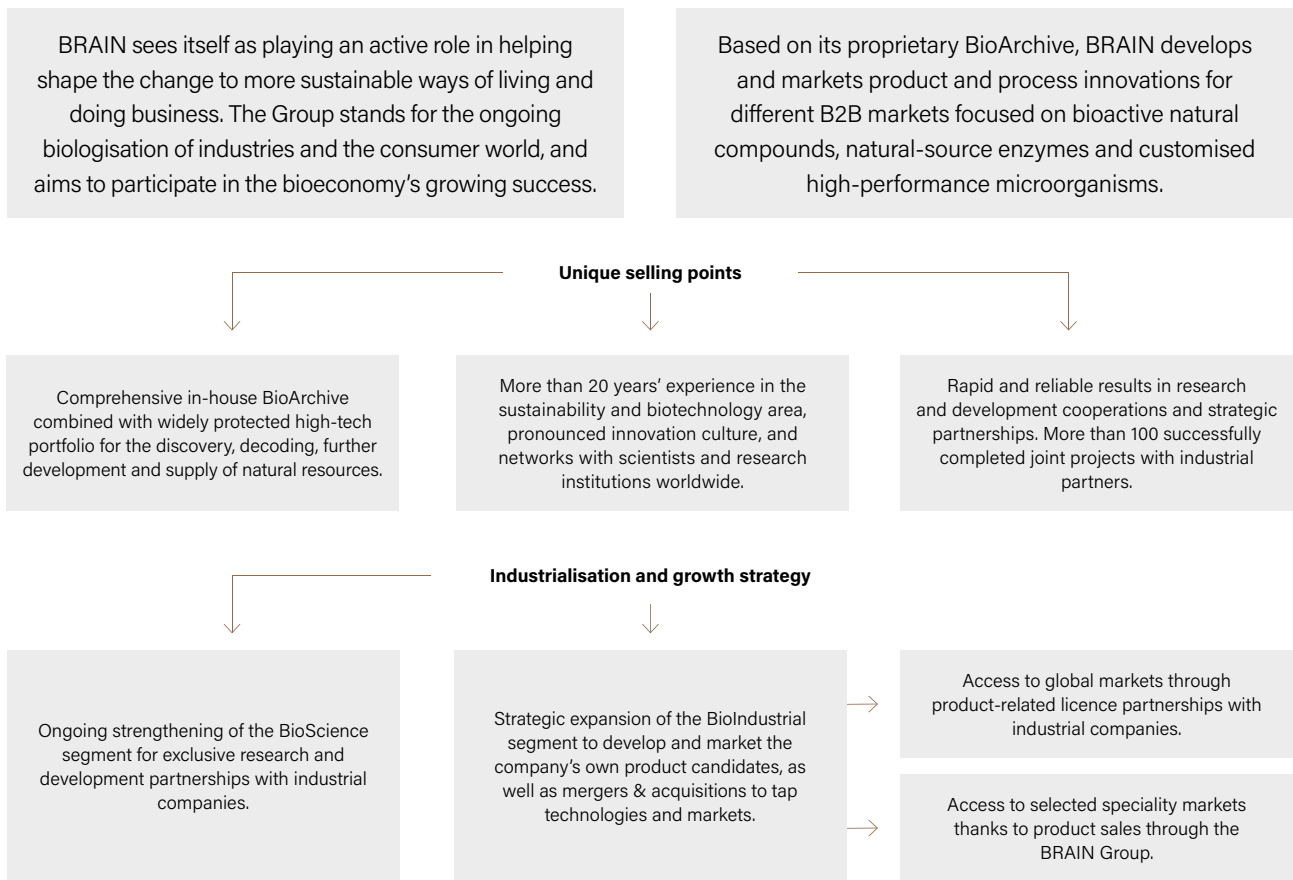 BRAIN sees itself as playing an active role in helping
shape the change to more sustainable ways of living and
doing business. The Group stands for the ongoing
biologisation of industries and the consumer world, and
aims to participate in the bioeconomy's growing success.
Based on its proprietary BioArchive, BRAIN develops
and markets product and process innovations for
different B2B markets focused on bioactive natural
compounds, natural-source enzymes and customised
high-performance microorganisms.
Unique selling points
Comprehensive in-house BioArchive
combined with widely protected high-tech
portfolio for the discovery, decoding, further
development and supply of natural resources.
More than 20 years' experience in the
sustainability and biotechnology area,
pronounced innovation culture, and
networks with scientists and research
institutions worldwide.
Rapid and reliable results in research
and development cooperations and strategic
partnerships. More than 100 successfully
completed joint projects with industrial
partners.
Industrialisation and growth strategy
Ongoing strengthening of the BioScience
segment for exclusive research and
development partnerships with industrial
companies.
Strategic expansion of the BioIndustrial
segment to develop and market the
company's own product candidates, as
well as mergers & acquisitions to tap
technologies and markets.
Access to global markets through
product-related licence partnerships with
industrial companies.
Access to selected speciality markets
thanks to product sales through the
BRAIN Group.